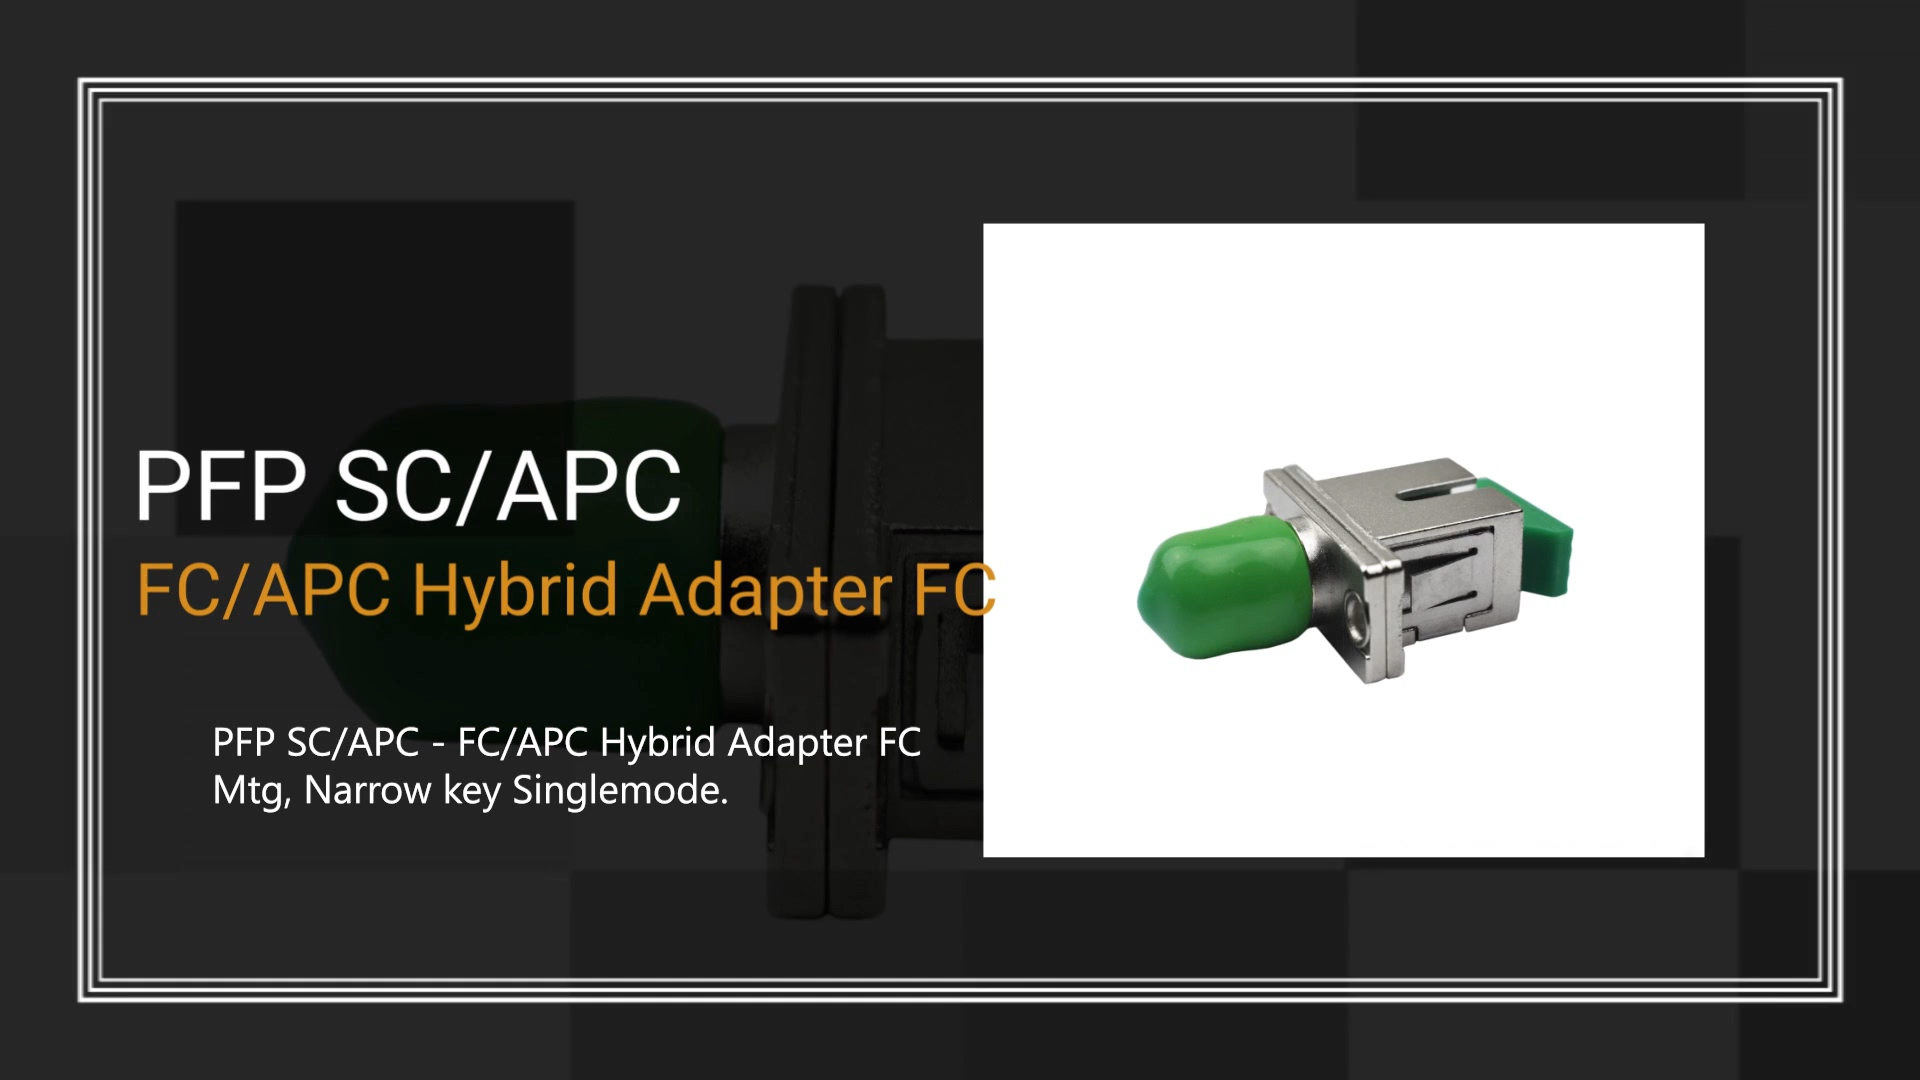 PFP SC/APC
FC/APC Hybrid Adapter FC
PFP SC/APC - FC/APC Hybrid Adapter FC
Mtg, Narrow key Singlemode.